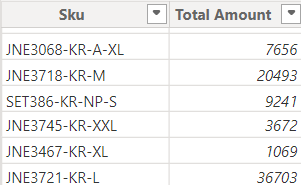 Sku Total Amount
JNE3068-KR-A-XL 7656
JNE3718-KR-M 20493
SET386-KR-NP-S 9241
JNE3745-KR-XXL 3672
JNE3467-KR-XL 1069
JNE3721-KR-L 36703